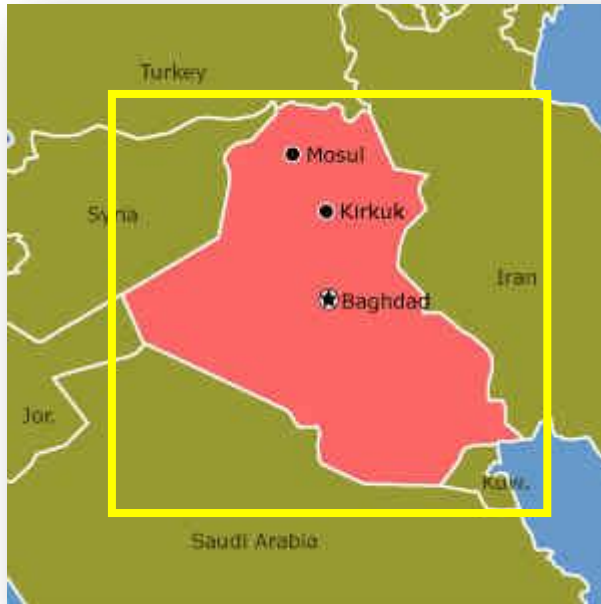 Turkey
Mosul
Syria
Kirkuk
Iran
Baghdad
Jor.
Kuw.
Saudi Arabia